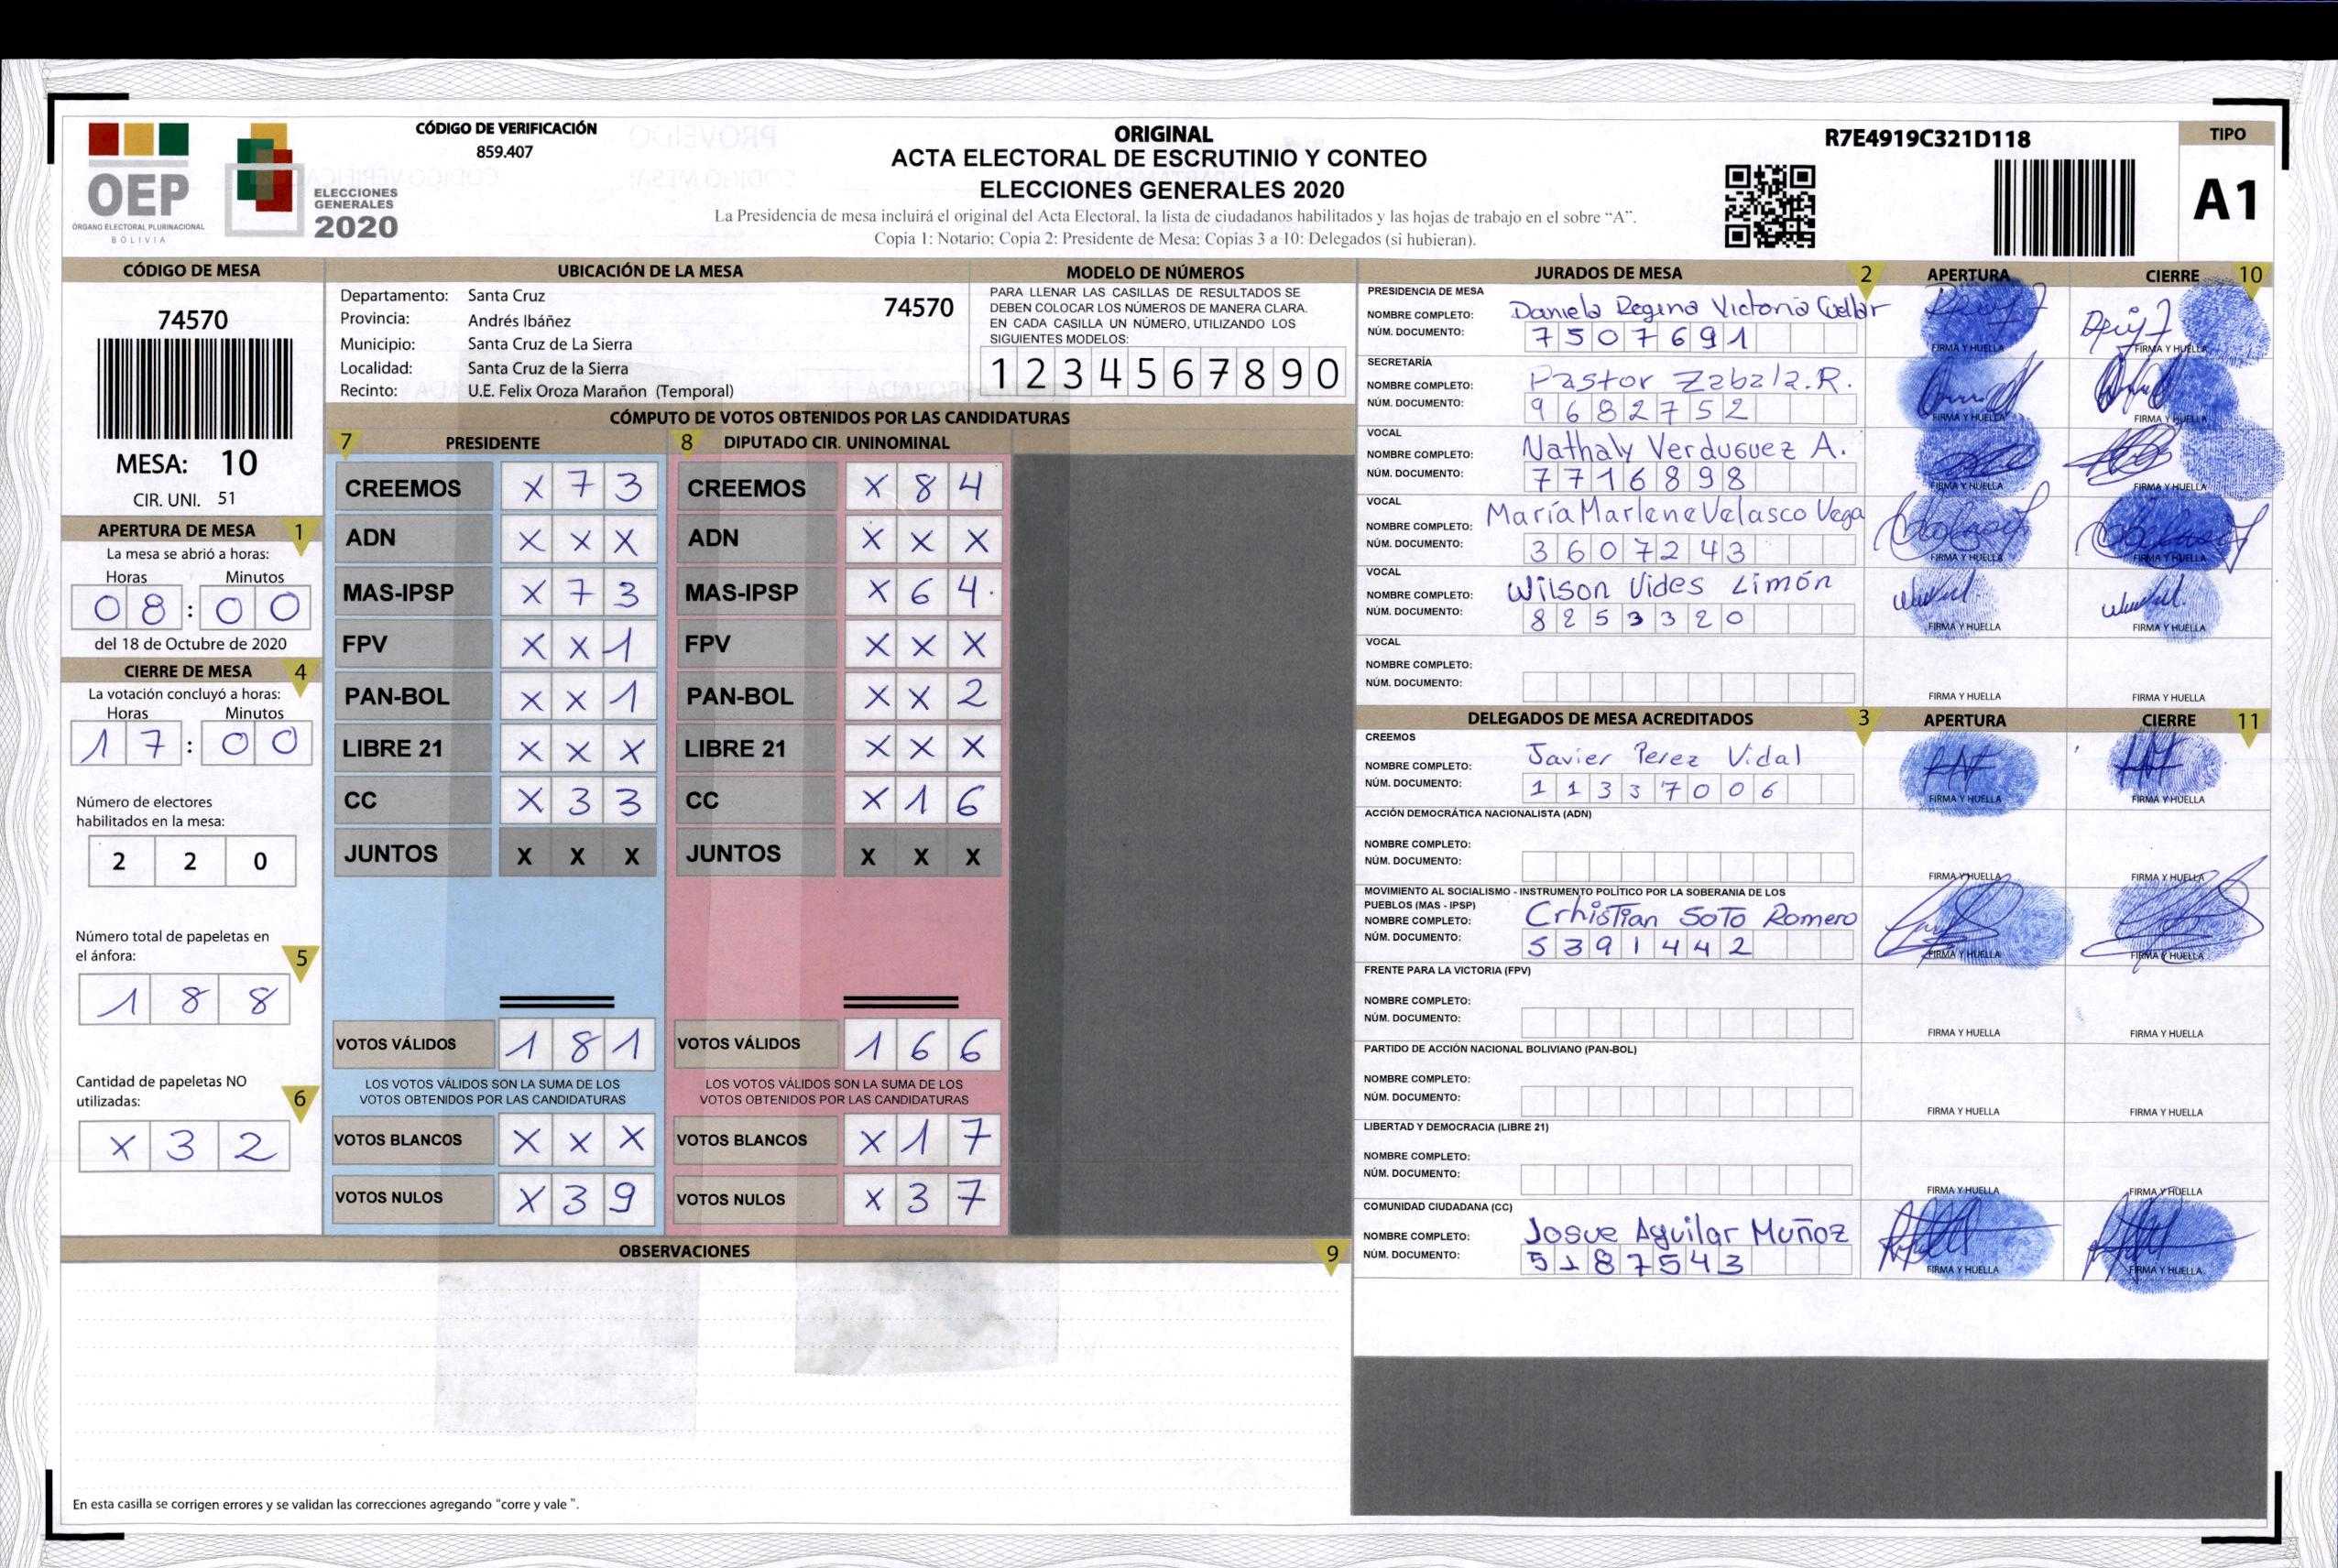 OEP
ÓRGANO ELECTORAL PLURINACIONAL
BOLIVIA
ELECCIONES
GENERALES
2020
CÓDIGO DE VERIFICACIÓN
859.407
ORIGINAL
ACTA ELECTORAL DE ESCRUTINIO Y CONTEO
ELECCIONES GENERALES 2020
La Presidencia de mesa incluirá el original del Acta Electoral, la lista de ciudadanos habilitados y las hojas de trabajo en el sobre “A”.
Copia 1: Notario; Copia 2: Presidente de Mesa; Copias 3 a 10: Delegados (si hubieran).
R7E4919C321D118
TIPO
A1
CÓDIGO DE MESA
74570
MESA: 10
CIR. UNI. 51
APERTURA DE MESA 1
La mesa se abrió a horas:
Horas Minutos
08:00
del 18 de Octubre de 2020
CIERRE DE MESA 4
La votación concluyó a horas:
Horas Minutos
17:00
Número de electores
habilitados en la mesa:
2 2 0
Número total de papeletas en
el ánfora: 5
1 8 8
Cantidad de papeletas NO
utilizadas: 6
X 3 2
UBICACIÓN DE LA MESA
Departamento: Santa Cruz 74570
Provincia: Andrés Ibáñez
Municipio: Santa Cruz de La Sierra
Localidad: Santa Cruz de la Sierra
Recinto: U.E. Felix Oroza Marañon (Temporal)
MODELO DE NÚMEROS
PARA LLENAR LAS CASILLAS DE RESULTADOS SE
DEBEN COLOCAR LOS NÚMEROS DE MANERA CLARA.
EN CADA CASILLA UN NÚMERO, UTILIZANDO LOS
SIGUIENTES MODELOS:
1 2 3 4 5 6 7 8 9 0
CÓMPUTO DE VOTOS OBTENIDOS POR LAS CANDIDATURAS
7 PRESIDENTE 8 DIPUTADO CIR. UNINOMINAL
CREEMOS X 7 3 CREEMOS X 8 4
ADN X X X ADN X X X
MAS-IPSP X 7 3 MAS-IPSP X 6 4
FPV X X 1 FPV X X X
PAN-BOL X X 1 PAN-BOL X X 2
LIBRE 21 X X X LIBRE 21 X X X
CC X 3 3 CC X 1 6
JUNTOS X X X JUNTOS X X X
VOTOS VÁLIDOS 1 8 1 VOTOS VÁLIDOS 1 6 6
LOS VOTOS VÁLIDOS SON LA SUMA DE LOS LOS VOTOS VÁLIDOS SON LA SUMA DE LOS
VOTOS OBTENIDOS POR LAS CANDIDATURAS VOTOS OBTENIDOS POR LAS CANDIDATURAS
VOTOS BLANCOS X X X VOTOS BLANCOS X 1 7
VOTOS NULOS X 3 9 VOTOS NULOS X 3 7
OBSERVACIONES 9
En esta casilla se corrigen errores y se validan las correcciones agregando “corre y vale ”.
JURADOS DE MESA 2 APERTURA CIERRE 10
PRESIDENCIA DE MESA
NOMBRE COMPLETO: Daniela Regina Victoria Cuellar
NÚM. DOCUMENTO: 7507691
FIRMA Y HUELLA FIRMA Y HUELLA
SECRETARÍA
NOMBRE COMPLETO: Pastor Zabala.R.
NÚM. DOCUMENTO: 9682752
FIRMA Y HUELLA FIRMA Y HUELLA
VOCAL
NOMBRE COMPLETO: Nathaly Verduguez A.
NÚM. DOCUMENTO: 7716898
FIRMA Y HUELLA FIRMA Y HUELLA
VOCAL
NOMBRE COMPLETO: María Marlene Velasco Vega
NÚM. DOCUMENTO: 3607243
FIRMA Y HUELLA FIRMA Y HUELLA
VOCAL
NOMBRE COMPLETO: Wilson Vides Limón
NÚM. DOCUMENTO: 8253320
FIRMA Y HUELLA FIRMA Y HUELLA
VOCAL
NOMBRE COMPLETO:
NÚM. DOCUMENTO:
FIRMA Y HUELLA FIRMA Y HUELLA
DELEGADOS DE MESA ACREDITADOS 3 APERTURA CIERRE 11
CREEMOS
NOMBRE COMPLETO: Javier Perez Vidal
NÚM. DOCUMENTO: 11337006
FIRMA Y HUELLA FIRMA Y HUELLA
ACCIÓN DEMOCRÁTICA NACIONALISTA (ADN)
NOMBRE COMPLETO:
NÚM. DOCUMENTO:
FIRMA Y HUELLA FIRMA Y HUELLA
MOVIMIENTO AL SOCIALISMO - INSTRUMENTO POLÍTICO POR LA SOBERANIA DE LOS
PUEBLOS (MAS - IPSP)
NOMBRE COMPLETO: Crhistian Soto Romero
NÚM. DOCUMENTO: 5391442
FIRMA Y HUELLA FIRMA Y HUELLA
FRENTE PARA LA VICTORIA (FPV)
NOMBRE COMPLETO:
NÚM. DOCUMENTO:
FIRMA Y HUELLA FIRMA Y HUELLA
PARTIDO DE ACCIÓN NACIONAL BOLIVIANO (PAN-BOL)
NOMBRE COMPLETO:
NÚM. DOCUMENTO:
FIRMA Y HUELLA FIRMA Y HUELLA
LIBERTAD Y DEMOCRACIA (LIBRE 21)
NOMBRE COMPLETO:
NÚM. DOCUMENTO:
FIRMA Y HUELLA FIRMA Y HUELLA
COMUNIDAD CIUDADANA (CC)
NOMBRE COMPLETO: Josue Aguilar Muñoz
NÚM. DOCUMENTO: 5187543
FIRMA Y HUELLA FIRMA Y HUELLA